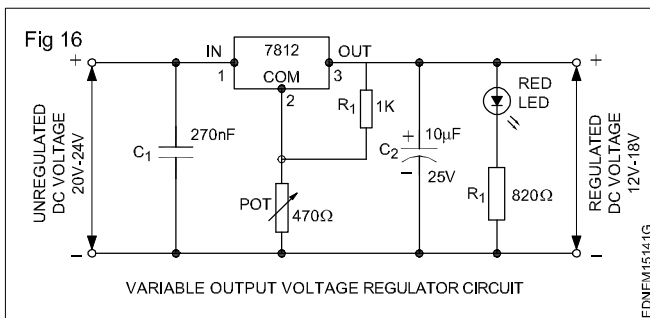 Fig 16
IN 7812 OUT
1 COM 3
2
+ +
UNREGULATED
DC VOLTAGE
20V-24V
C1 270nF
R1 1K
POT 470Ω
+ 10µF
C2
− 25V
RED
LED
R1 820Ω
REGULATED
DC VOLTAGE
12V-18V
− −
VARIABLE OUTPUT VOLTAGE REGULATOR CIRCUIT
EDNEM15141G